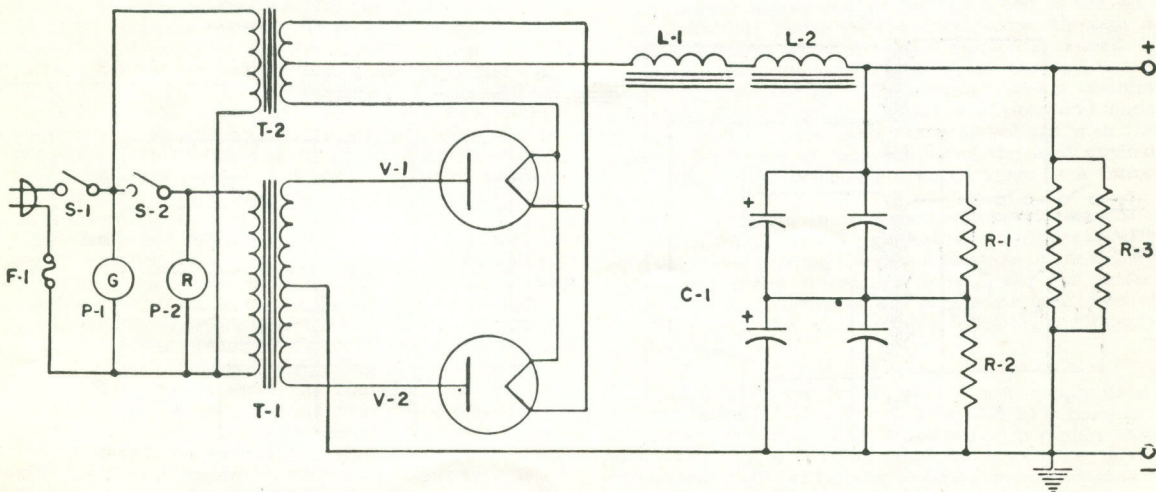 L-1
L-2
+
T-2
V-1
S-1
S-2
+
R-1
R-3
F-1
G
R
P-1
P-2
C-1
+
R-2
T-1
V-2
−